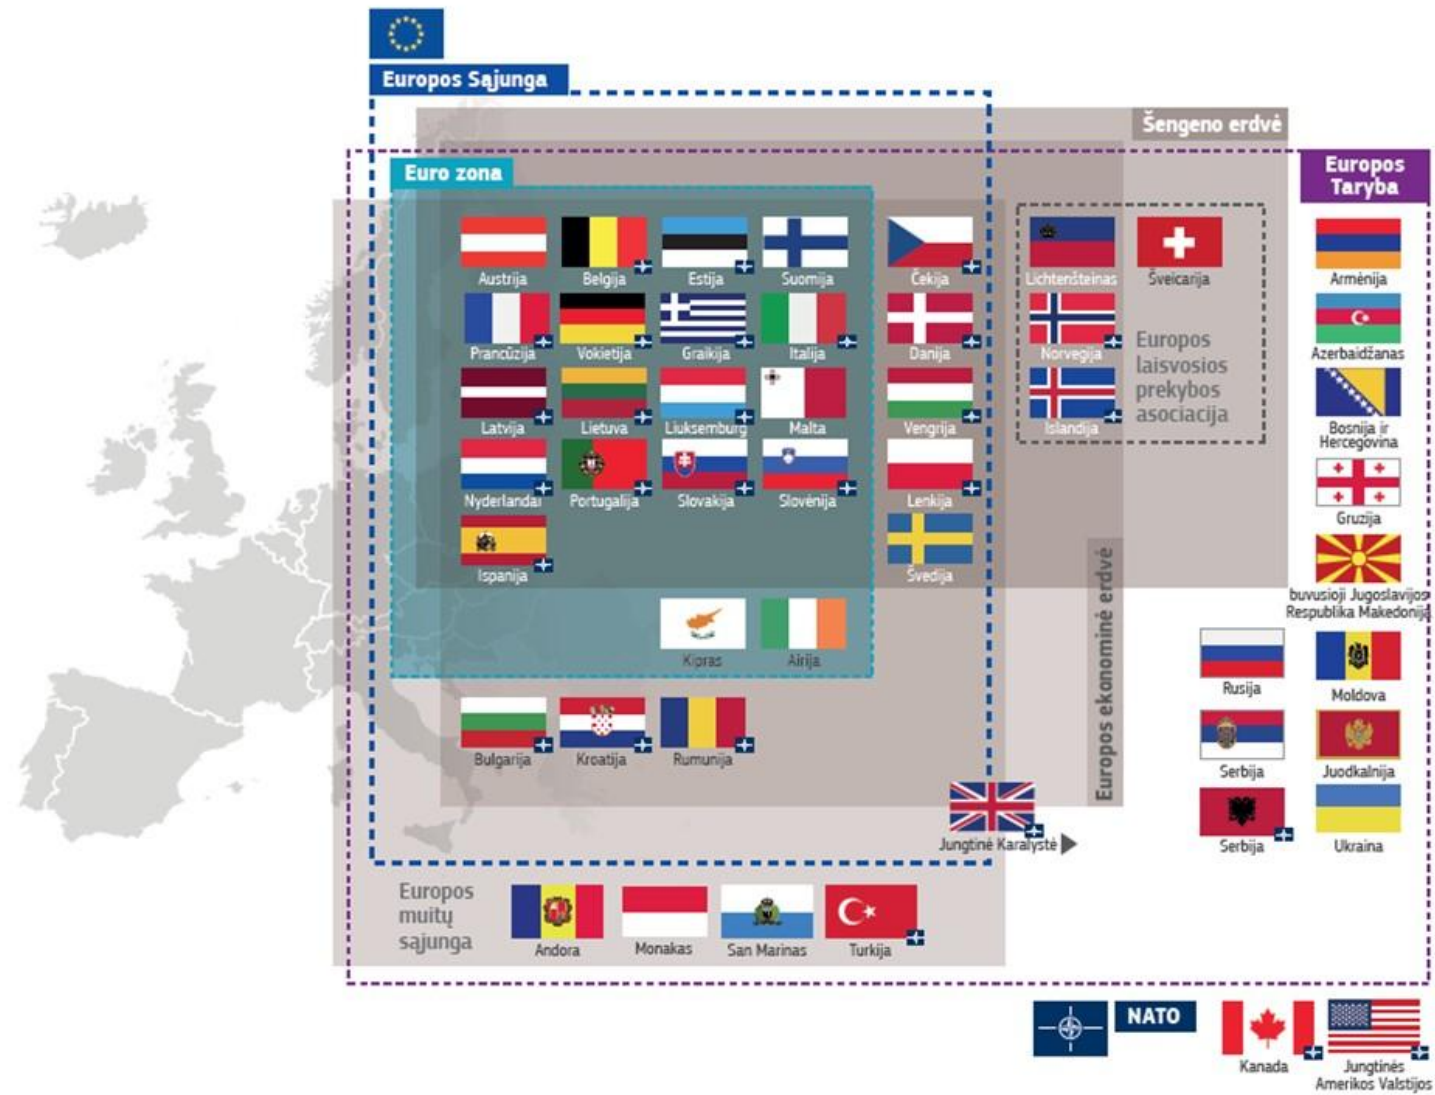 Europos Sąjunga
Šengeno erdvė
Euro zona
Europos
Taryba
Austrija
Belgija
Estija
Suomija
Čekija
Lichtenšteinas
Šveicarija
Armėnija
Prancūzija
Vokietija
Graikija
Italija
Danija
Norvegija
Europos
laisvosios
prekybos
asociacija
Azerbaidžanas
Latvija
Lietuva
Liuksemburg
Malta
Vengrija
Islandija
Bosnija ir
Hercegovina
Nyderlandai
Portugalija
Slovakija
Slovėnija
Lenkija
Gruzija
Ispanija
Švedija
buvusioji Jugoslavijos
Respublika Makedonija
Europos ekonominė erdvė
Kipras
Airija
Rusija
Moldova
Bulgarija
Kroatija
Rumunija
Serbija
Juodkalnija
Jungtinė Karalystė
Serbija
Ukraina
Europos
muitų
sąjunga
Andora
Monakas
San Marinas
Turkija
NATO
Kanada
Jungtinės
Amerikos Valstijos